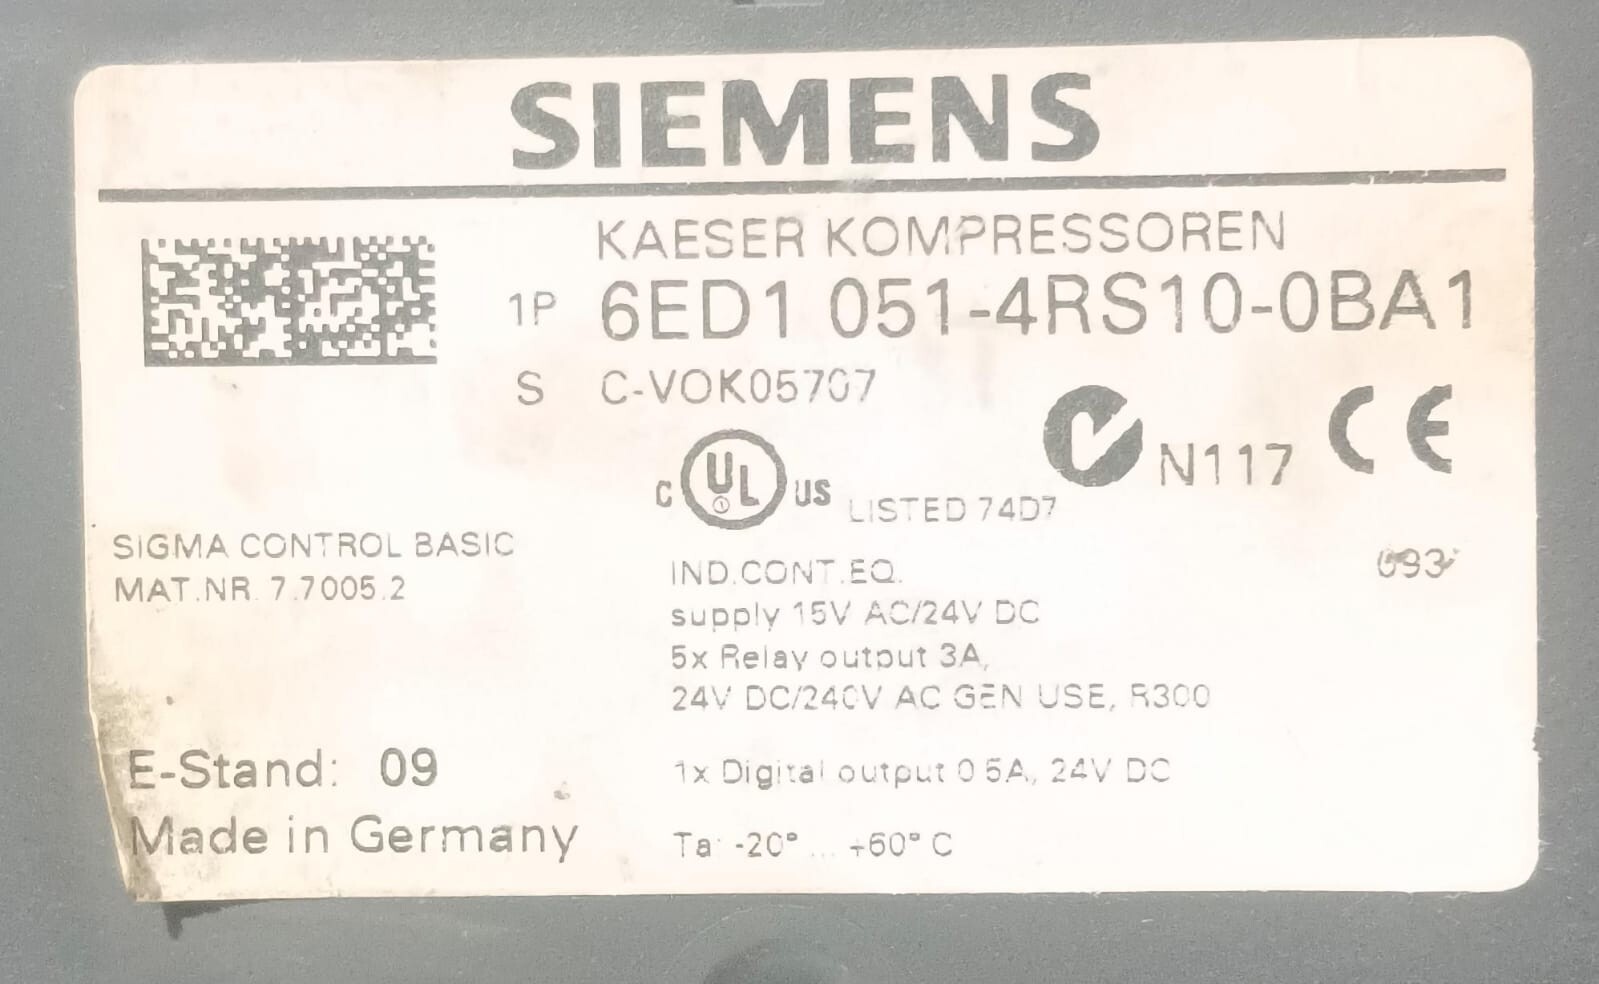 SIEMENS
KAESER KOMPRESSOREN
1P 6ED1 051-4RS10-0BA1
S C-VOK05707
N117 CE
c UL us LISTED 74D7
SIGMA CONTROL BASIC
MAT.NR. 7.7005.2
IND.CONT.EQ.
supply 15V AC/24V DC
5x Relay output 3A,
24V DC/240V AC GEN USE, R300
E-Stand: 09
1x Digital output 0.5A, 24V DC
Made in Germany
Ta: -20° ... +60° C